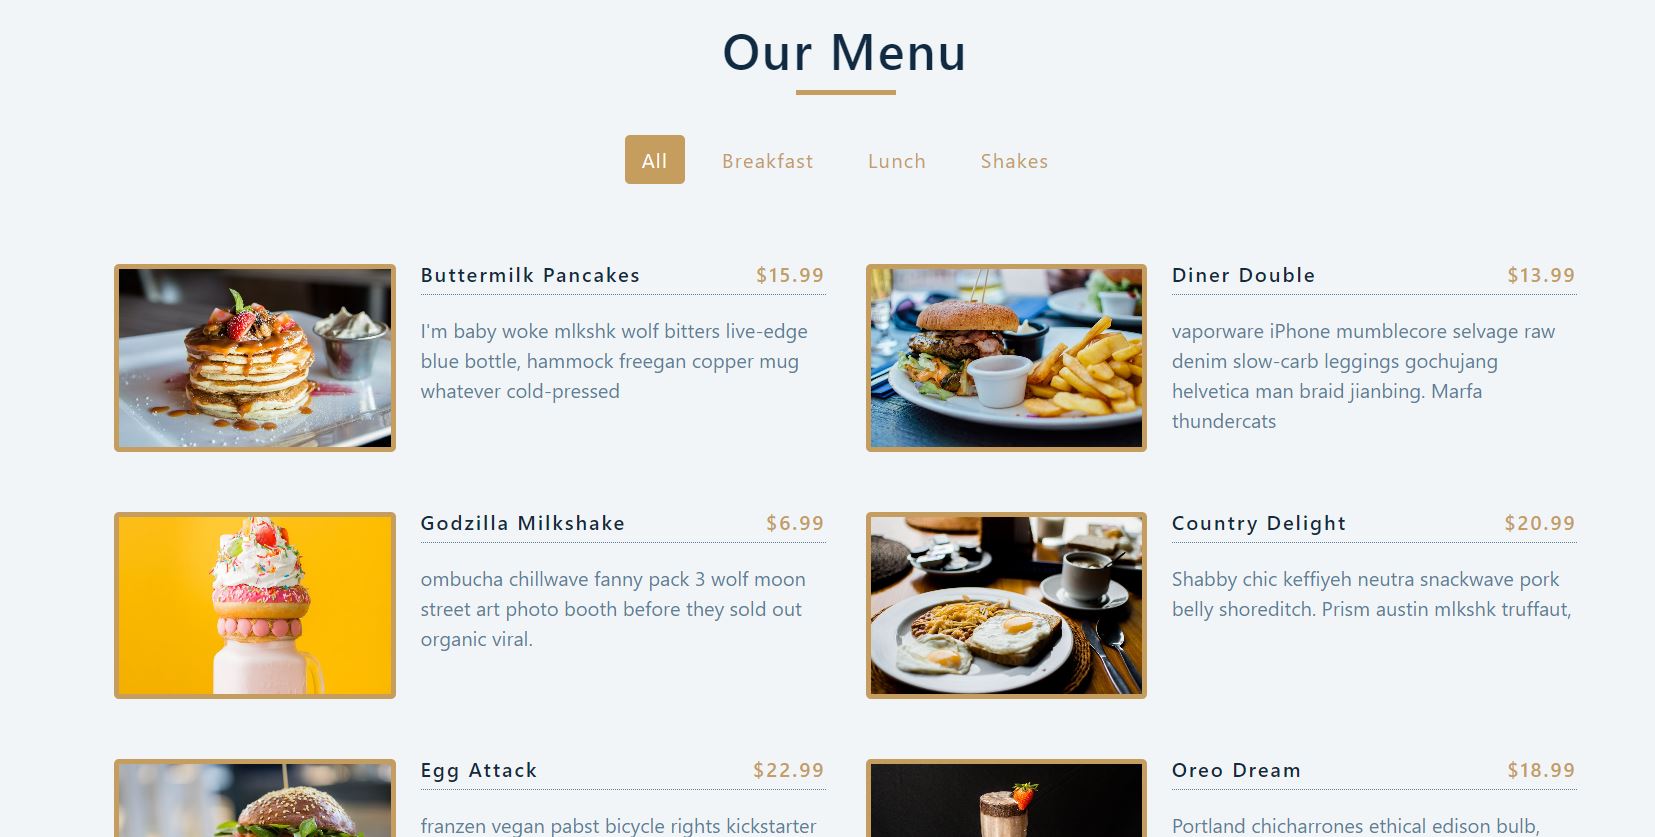 Our Menu
All
Breakfast
Lunch
Shakes
Buttermilk Pancakes $15.99
I'm baby woke mlkshk wolf bitters live-edge
blue bottle, hammock freegan copper mug
whatever cold-pressed
Diner Double $13.99
vaporware iPhone mumblecore selvage raw
denim slow-carb leggings gochujang
helvetica man braid jianbing. Marfa
thundercats
Godzilla Milkshake $6.99
ombucha chillwave fanny pack 3 wolf moon
street art photo booth before they sold out
organic viral.
Country Delight $20.99
Shabby chic keffiyeh neutra snackwave pork
belly shoreditch. Prism austin mlkshk truffaut,
Egg Attack $22.99
franzen vegan pabst bicycle rights kickstarter
Oreo Dream $18.99
Portland chicharrones ethical edison bulb,